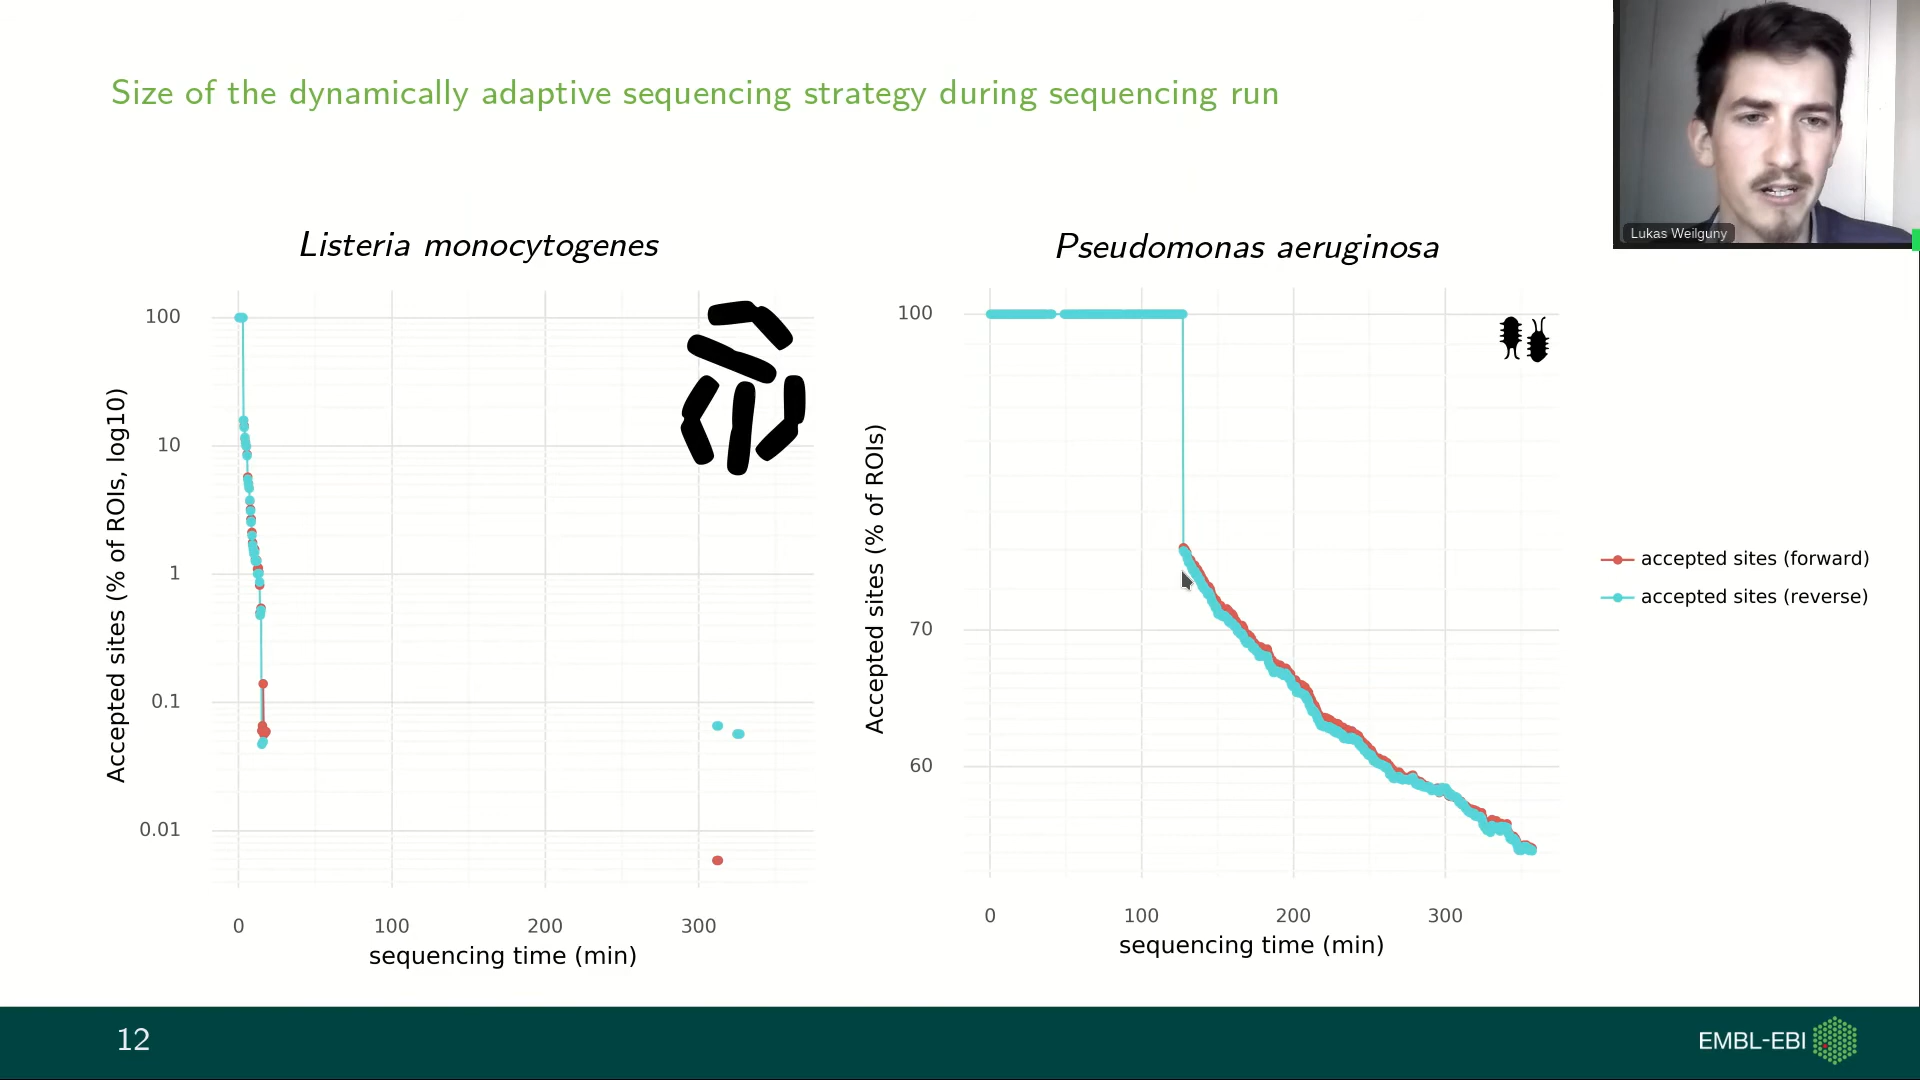 Size of the dynamically adaptive sequencing strategy during sequencing run
Lukas Weilguny
Listeria monocytogenes
Accepted sites (% of ROIs, log10)
100
10
1
0.1
0.01
0
100
200
300
sequencing time (min)
Pseudomonas aeruginosa
Accepted sites (% of ROIs)
100
70
60
0
100
200
300
sequencing time (min)
accepted sites (forward)
accepted sites (reverse)
12
EMBL-EBI